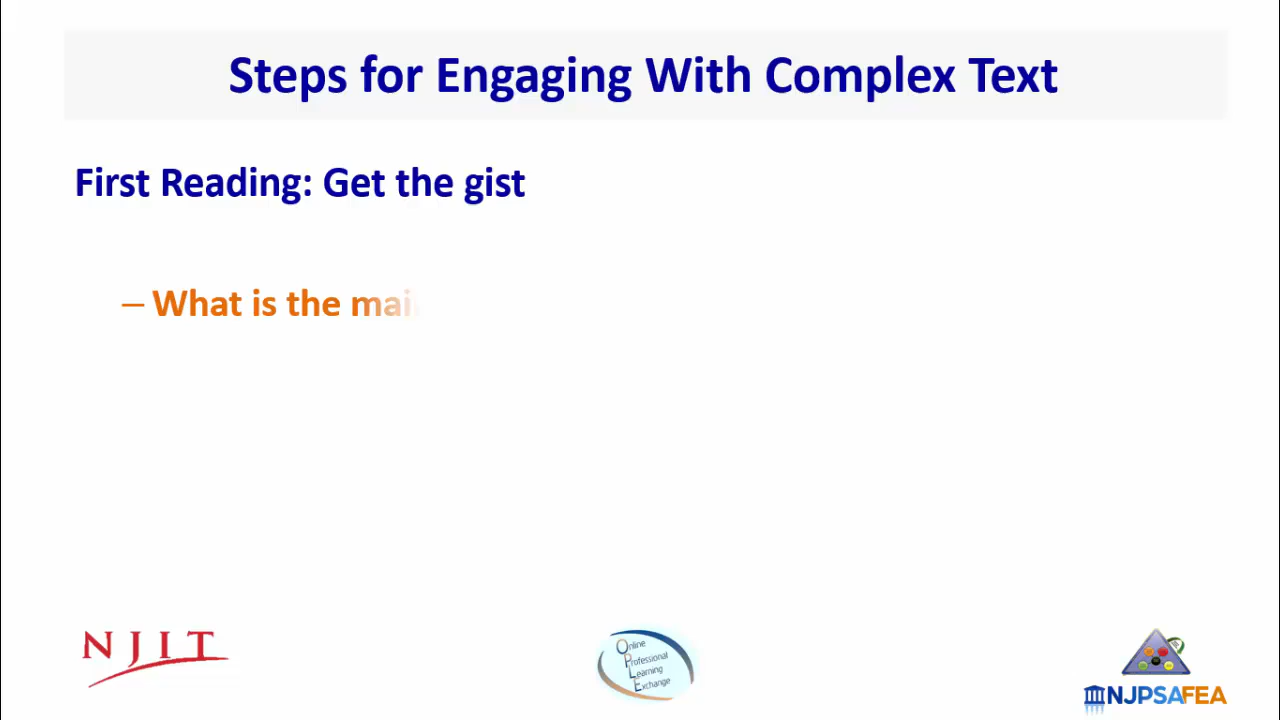 Steps for Engaging With Complex Text
First Reading: Get the gist
– What is the mai
NJIT
Online
Professional
Learning
Exchange
NJPSAFEA